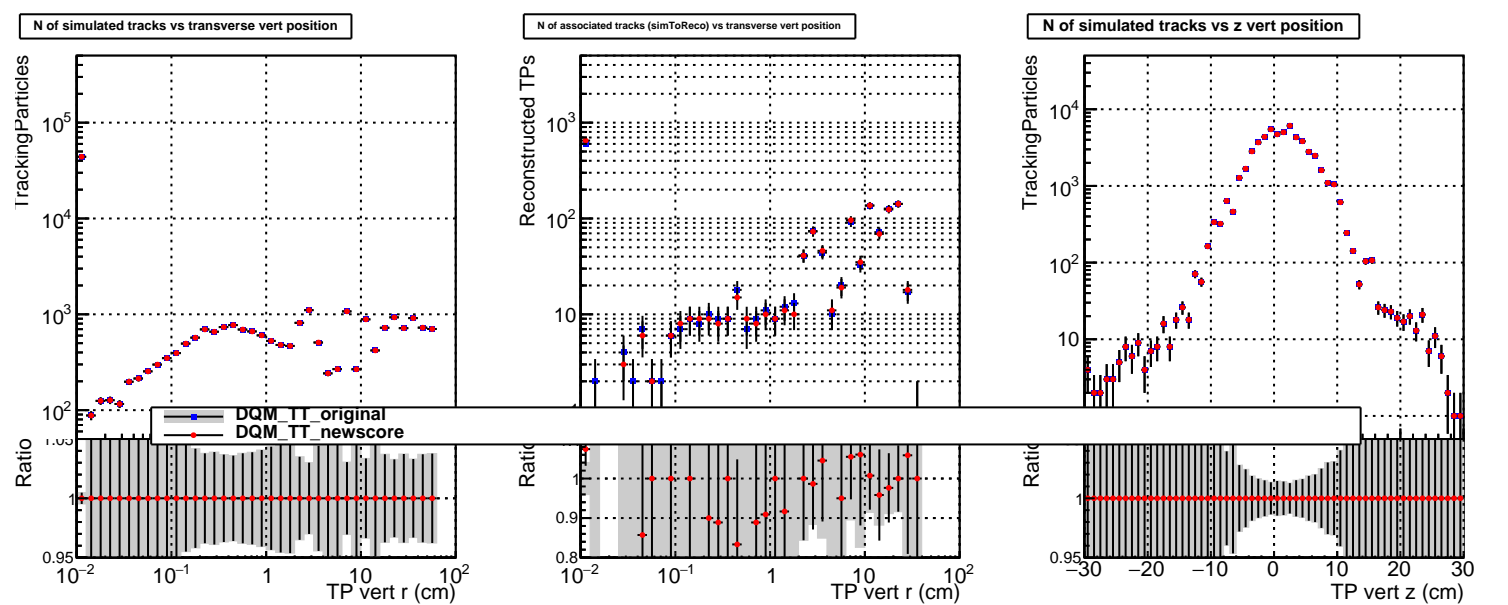 N of simulated tracks vs transverse vert position
TrackingParticles
10^5
10^4
10^3
10^2
Ratio
1
0.95
10^−2 10^−1 1 10 10^2
TP vert r (cm)
N of associated tracks (simToReco) vs transverse vert position
Reconstructed TPs
10^3
10^2
10
Ratio
1
0.9
0.8
10^−2 10^−1 1 10 10^2
TP vert r (cm)
N of simulated tracks vs z vert position
TrackingParticles
10^4
10^3
10^2
10
Ratio
1
0.95
−30 −20 −10 0 10 20 30
TP vert z (cm)
DQM_TT_original
DQM_TT_newscore